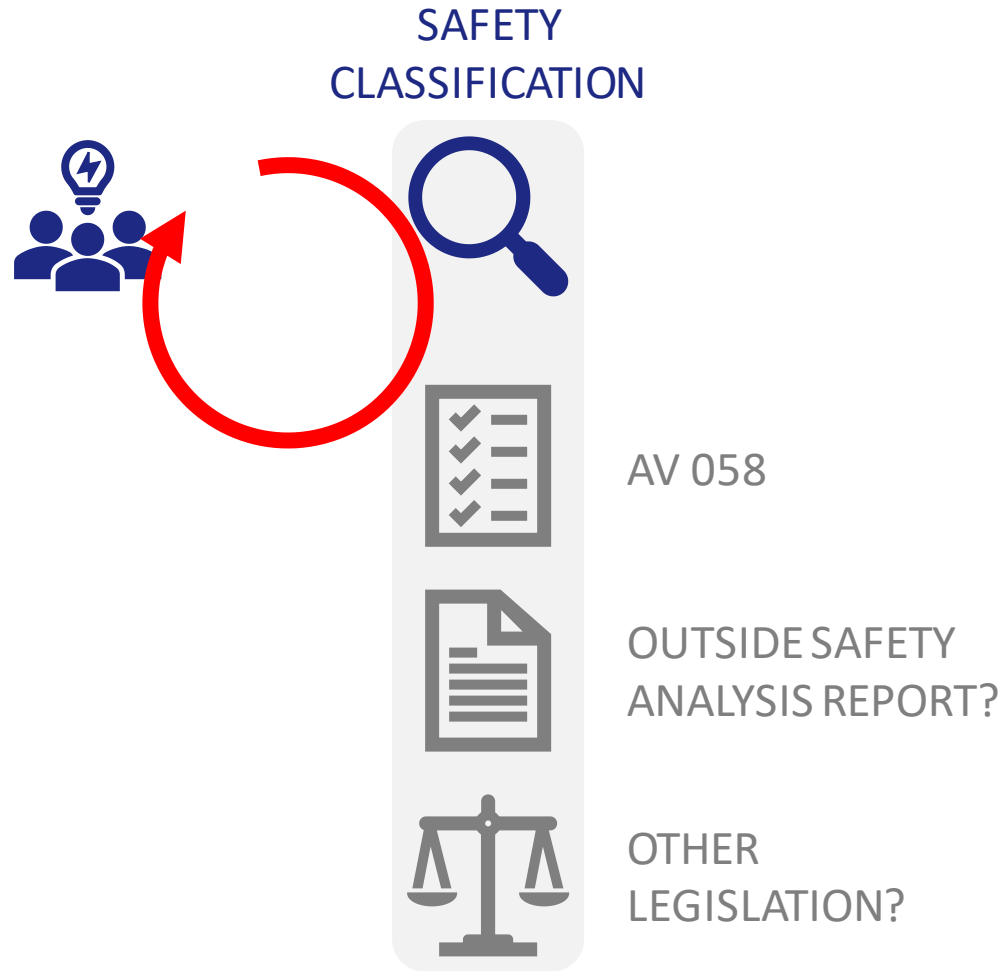 SAFETY
CLASSIFICATION
AV 058
OUTSIDE SAFETY
ANALYSIS REPORT?
OTHER
LEGISLATION?